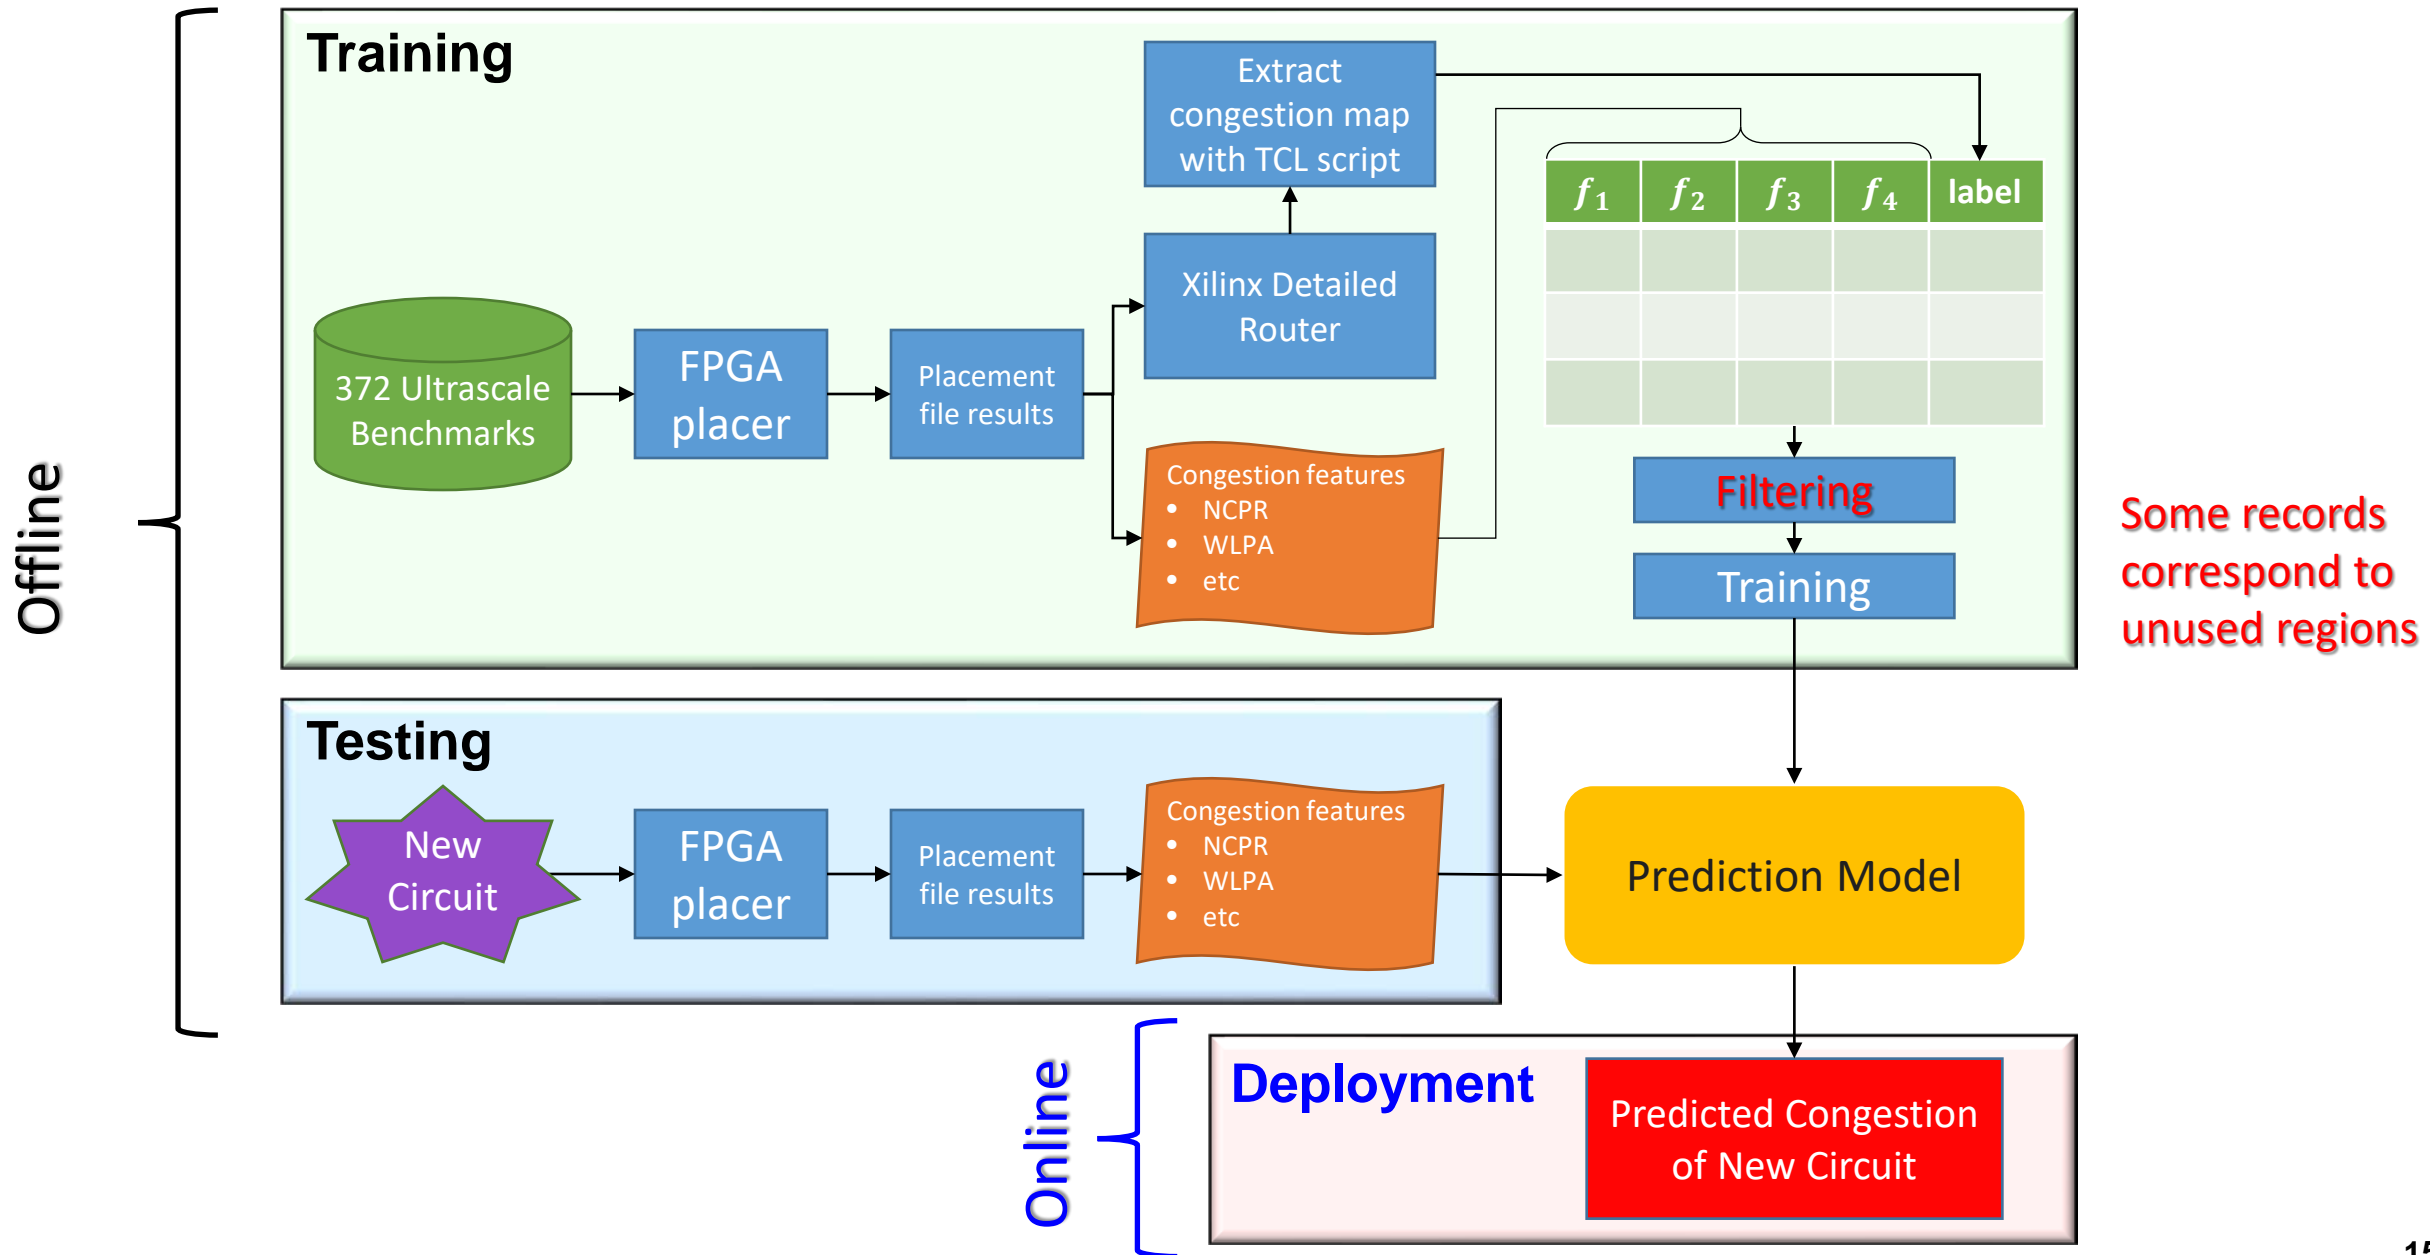 Training
Extract
congestion map
with TCL script
f1 f2 f3 f4 label
Xilinx Detailed
Router
372 Ultrascale
Benchmarks
FPGA
placer
Placement
file results
Congestion features
• NCPR
• WLPA
• etc
Filtering
Training
Some records
correspond to
unused regions
Offline
Testing
New
Circuit
FPGA
placer
Placement
file results
Congestion features
• NCPR
• WLPA
• etc
Prediction Model
Online
Deployment
Predicted Congestion
of New Circuit